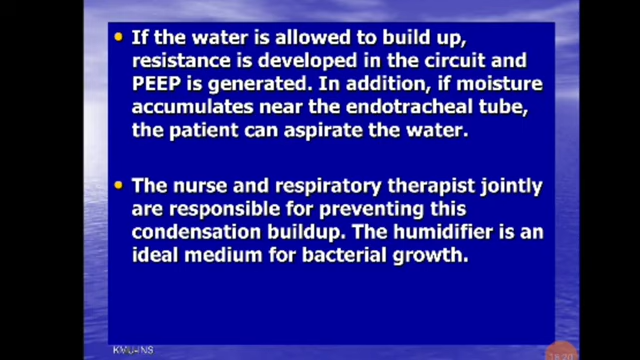 If the water is allowed to build up,
resistance is developed in the circuit and
PEEP is generated. In addition, if moisture
accumulates near the endotracheal tube,
the patient can aspirate the water.
The nurse and respiratory therapist jointly
are responsible for preventing this
condensation buildup. The humidifier is an
ideal medium for bacterial growth.
KMU-INS